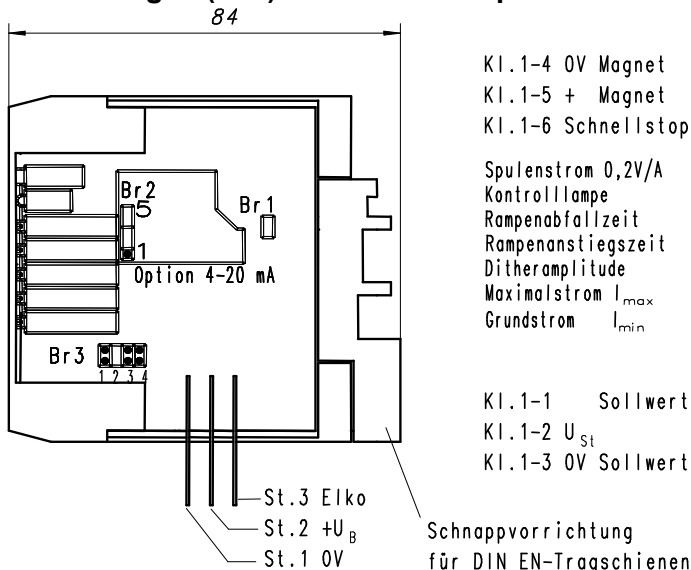 84
Kl.1-4 0V Magnet
Kl.1-5 + Magnet
Kl.1-6 Schnellstop
Spulenstrom 0,2V/A
Kontrolllampe
Rampenabfallzeit
Rampenanstiegszeit
Ditheramplitude
Maximalstrom Imax
Grundstrom Imin
Br2
5
1
Br1
Option 4-20 mA
Br3
1 2 3 4
Kl.1-1 Sollwert
Kl.1-2 USt
Kl.1-3 0V Sollwert
St.3 Elko
St.2 +UB
St.1 0V
Schnappvorrichtung
für DIN EN-Tragschienen